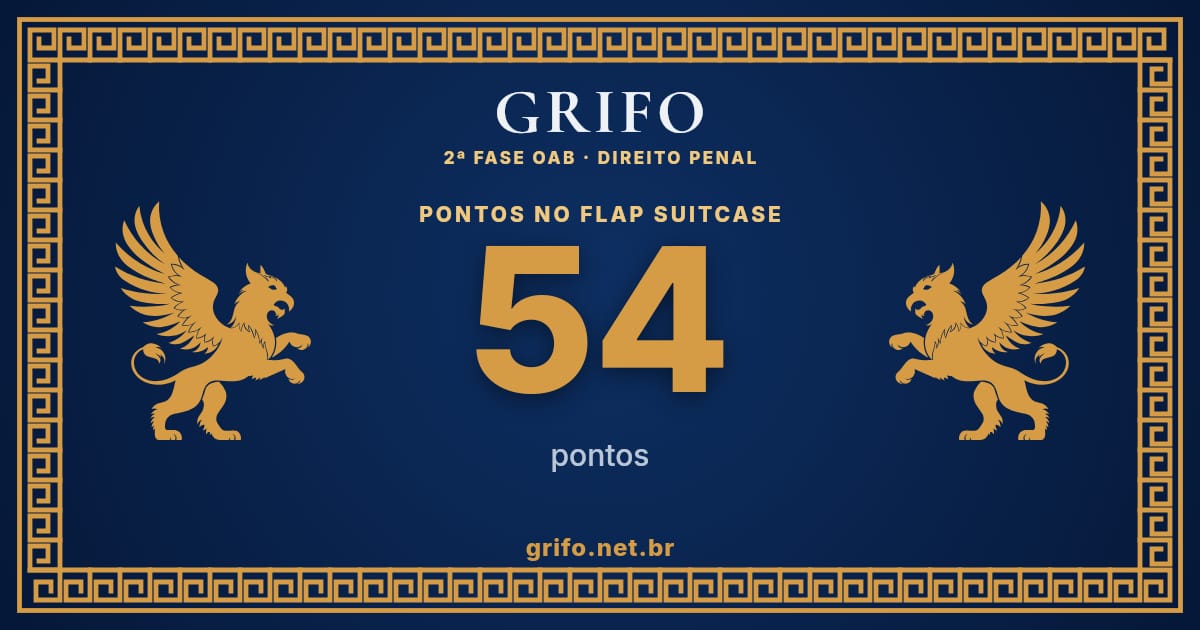 GRIFO
2ª FASE OAB · DIREITO PENAL
PONTOS NO FLAP SUITCASE
54
pontos
grifo.net.br